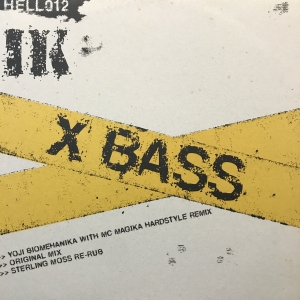 HELL012
IK
X BASS
>> YOJI BIOMEHANIKA WITH MC MAGIKA HARDSTYLE REMIX
>> ORIGINAL MIX
>> STERLING MOSS RE-RUB